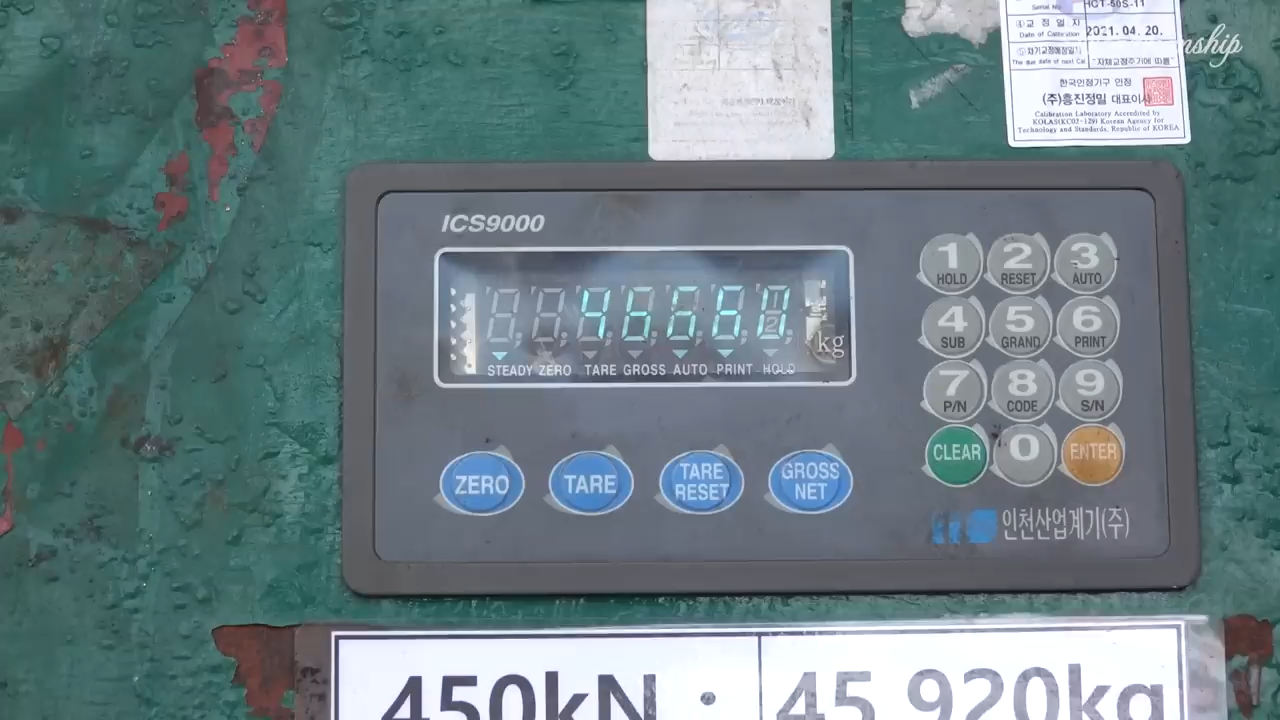 Serial No. HCT-50S-11
④교 정 일 자
Date of Calibration
2021. 04. 20.
⑤차기교정예정일자
The due date of next Cal
"자체교정주기에 따름"
한국인정기구 인정
(주)흥진정밀 대표이사
Calibration Laboratory Accredited by
KOLAS(KC02-129) Korean Agency for
Technology and Standards, Republic of KOREA
nship
ICS9000
kg
STEADY ZERO TARE GROSS AUTO PRINT HOLD
1 HOLD 2 RESET 3 AUTO
4 SUB 5 GRAND 6 PRINT
7 P/N 8 CODE 9 S/N
CLEAR 0 ENTER
ZERO TARE TARE RESET GROSS NET
인천산업계기(주)
450kN : 45,920kg